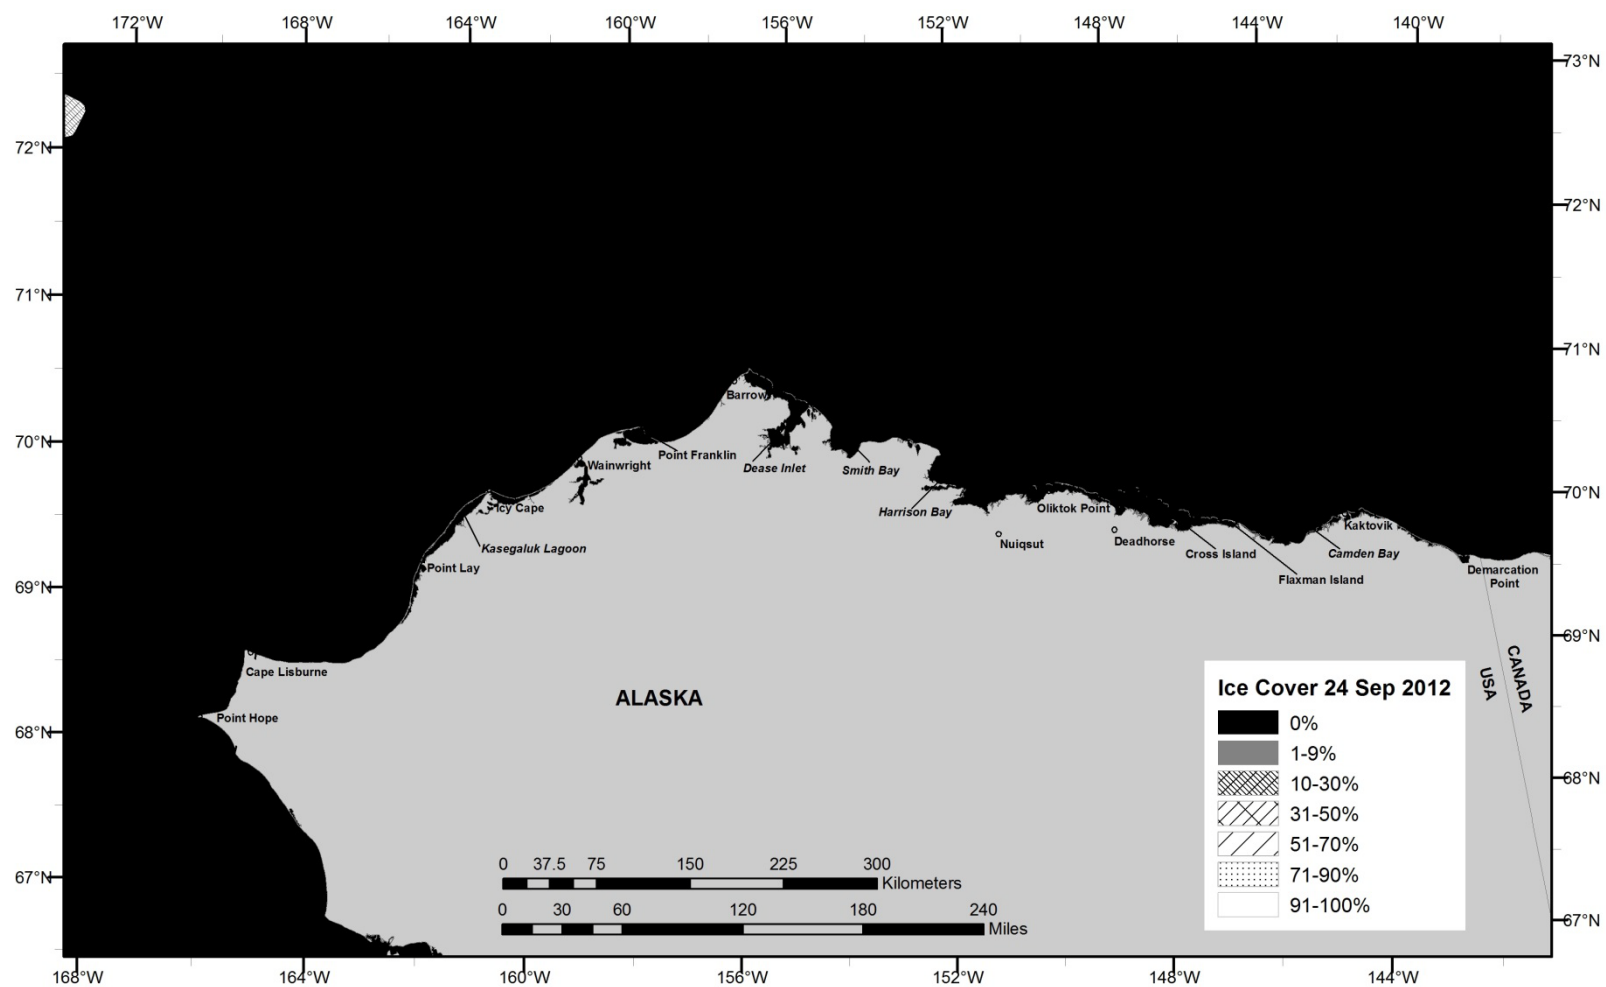 172°W 168°W 164°W 160°W 156°W 152°W 148°W 144°W 140°W
73°N
72°N
72°N
71°N
71°N
70°N
70°N
69°N
69°N
68°N
68°N
67°N
67°N
Barrow
Point Franklin
Wainwright
Dease Inlet
Smith Bay
Icy Cape
Harrison Bay
Oliktok Point
Kaktovik
Kasegaluk Lagoon
Nuiqsut
Deadhorse
Cross Island
Camden Bay
Point Lay
Flaxman Island
Demarcation
Point
Cape Lisburne
Point Hope
ALASKA
USA
CANADA
Ice Cover 24 Sep 2012
0%
1-9%
10-30%
31-50%
51-70%
71-90%
91-100%
0 37.5 75 150 225 300
Kilometers
0 30 60 120 180 240
Miles
168°W 164°W 160°W 156°W 152°W 148°W 144°W